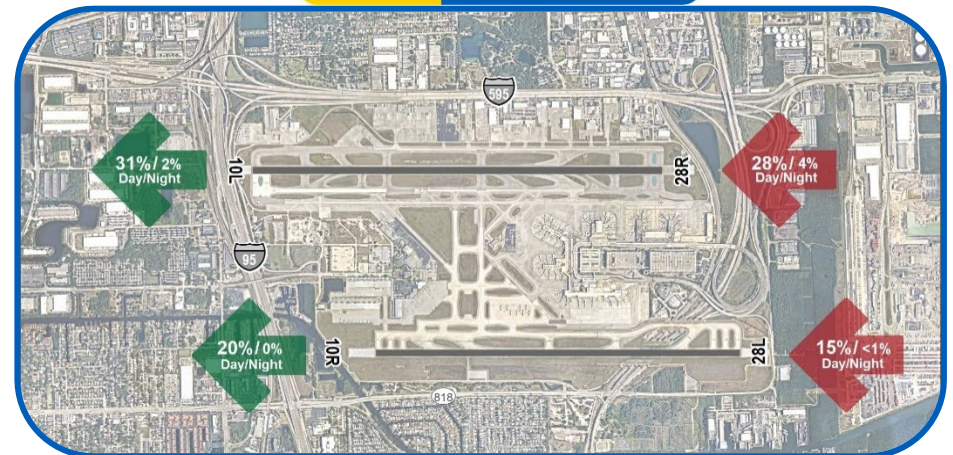 595
31%/ 2%
Day/Night
10L
28R
28%/ 4%
Day/Night
95
20%/ 0%
Day/Night
10R
28L
15%/ <1%
Day/Night
818